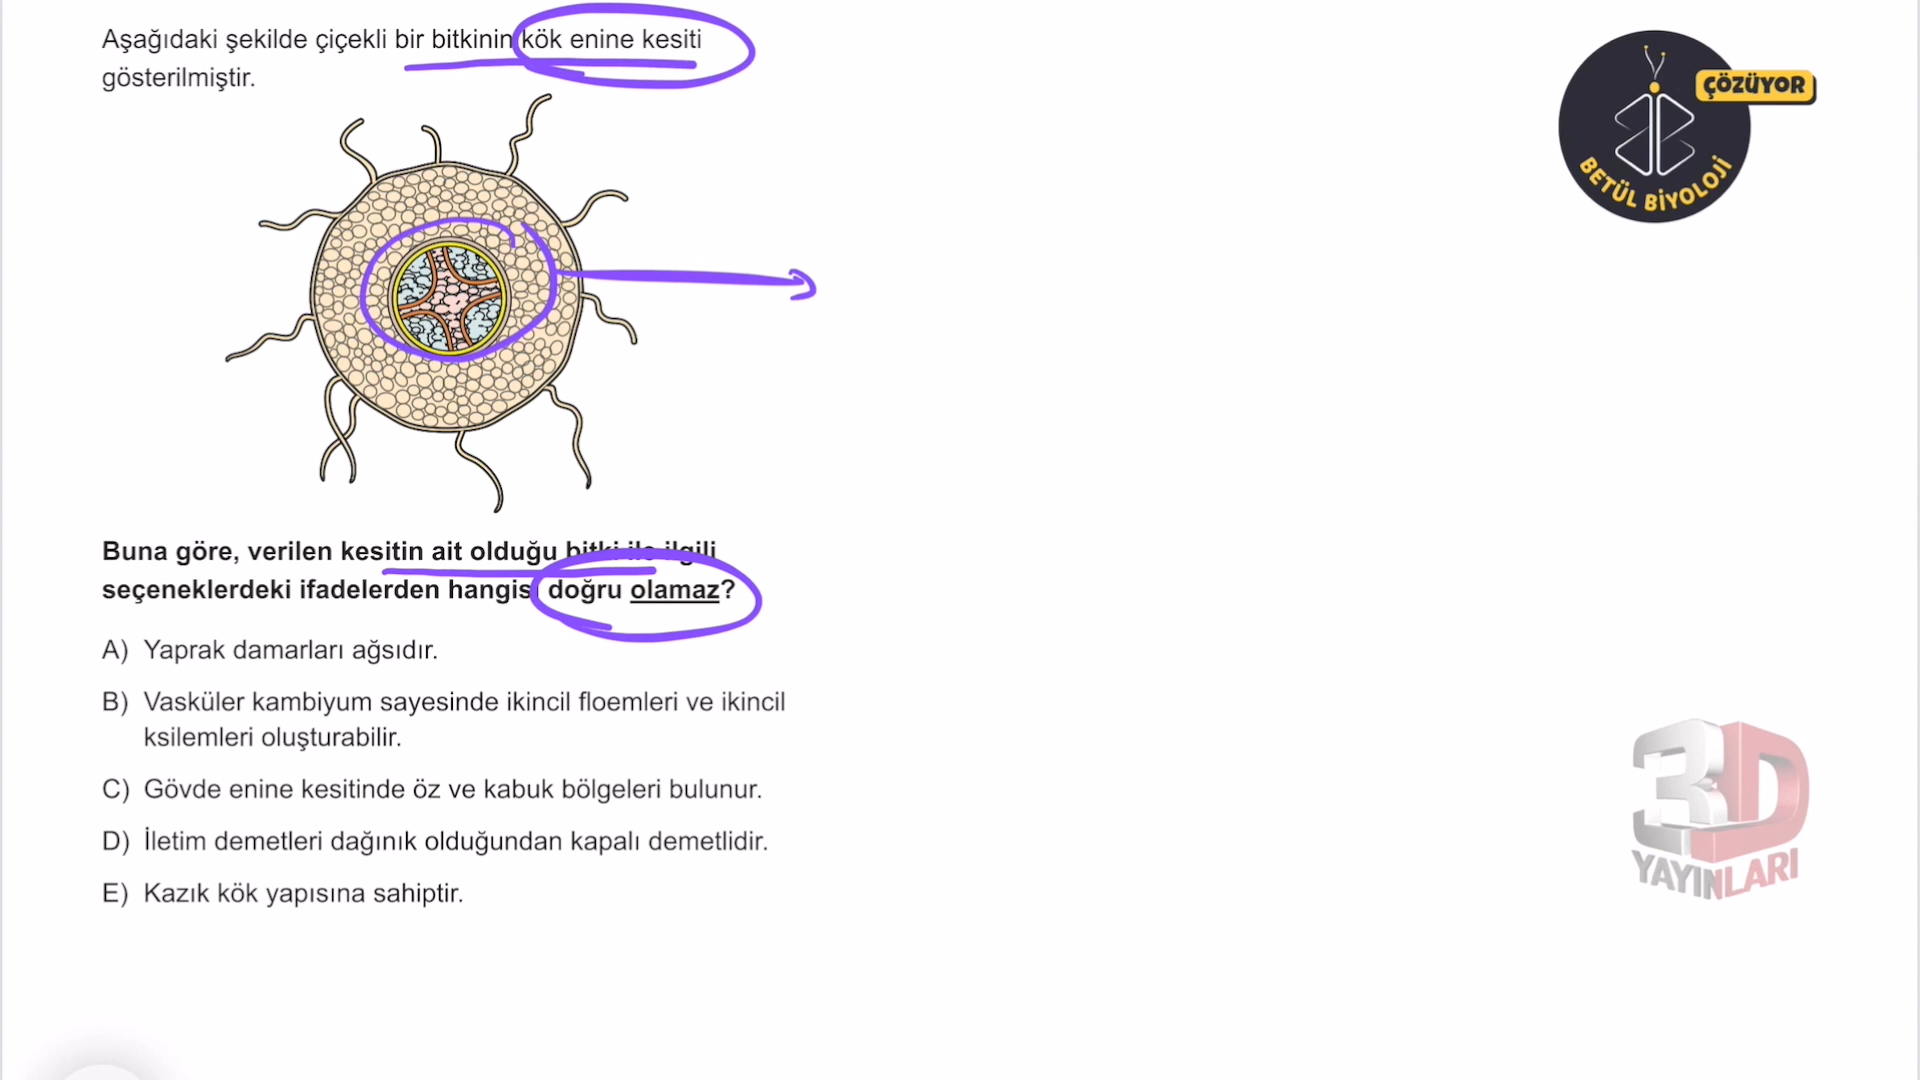 Aşağıdaki şekilde çiçekli bir bitkinin kök enine kesiti
gösterilmiştir.
ÇÖZÜYOR
BETÜL BİYOLOJİ
Buna göre, verilen kesitin ait olduğu bitki ile ilgili
seçeneklerdeki ifadelerden hangisi doğru olamaz?
A) Yaprak damarları ağsıdır.
B) Vasküler kambiyum sayesinde ikincil floemleri ve ikincil
ksilemleri oluşturabilir.
C) Gövde enine kesitinde öz ve kabuk bölgeleri bulunur.
D) İletim demetleri dağınık olduğundan kapalı demetlidir.
E) Kazık kök yapısına sahiptir.
3D
YAYINLARI